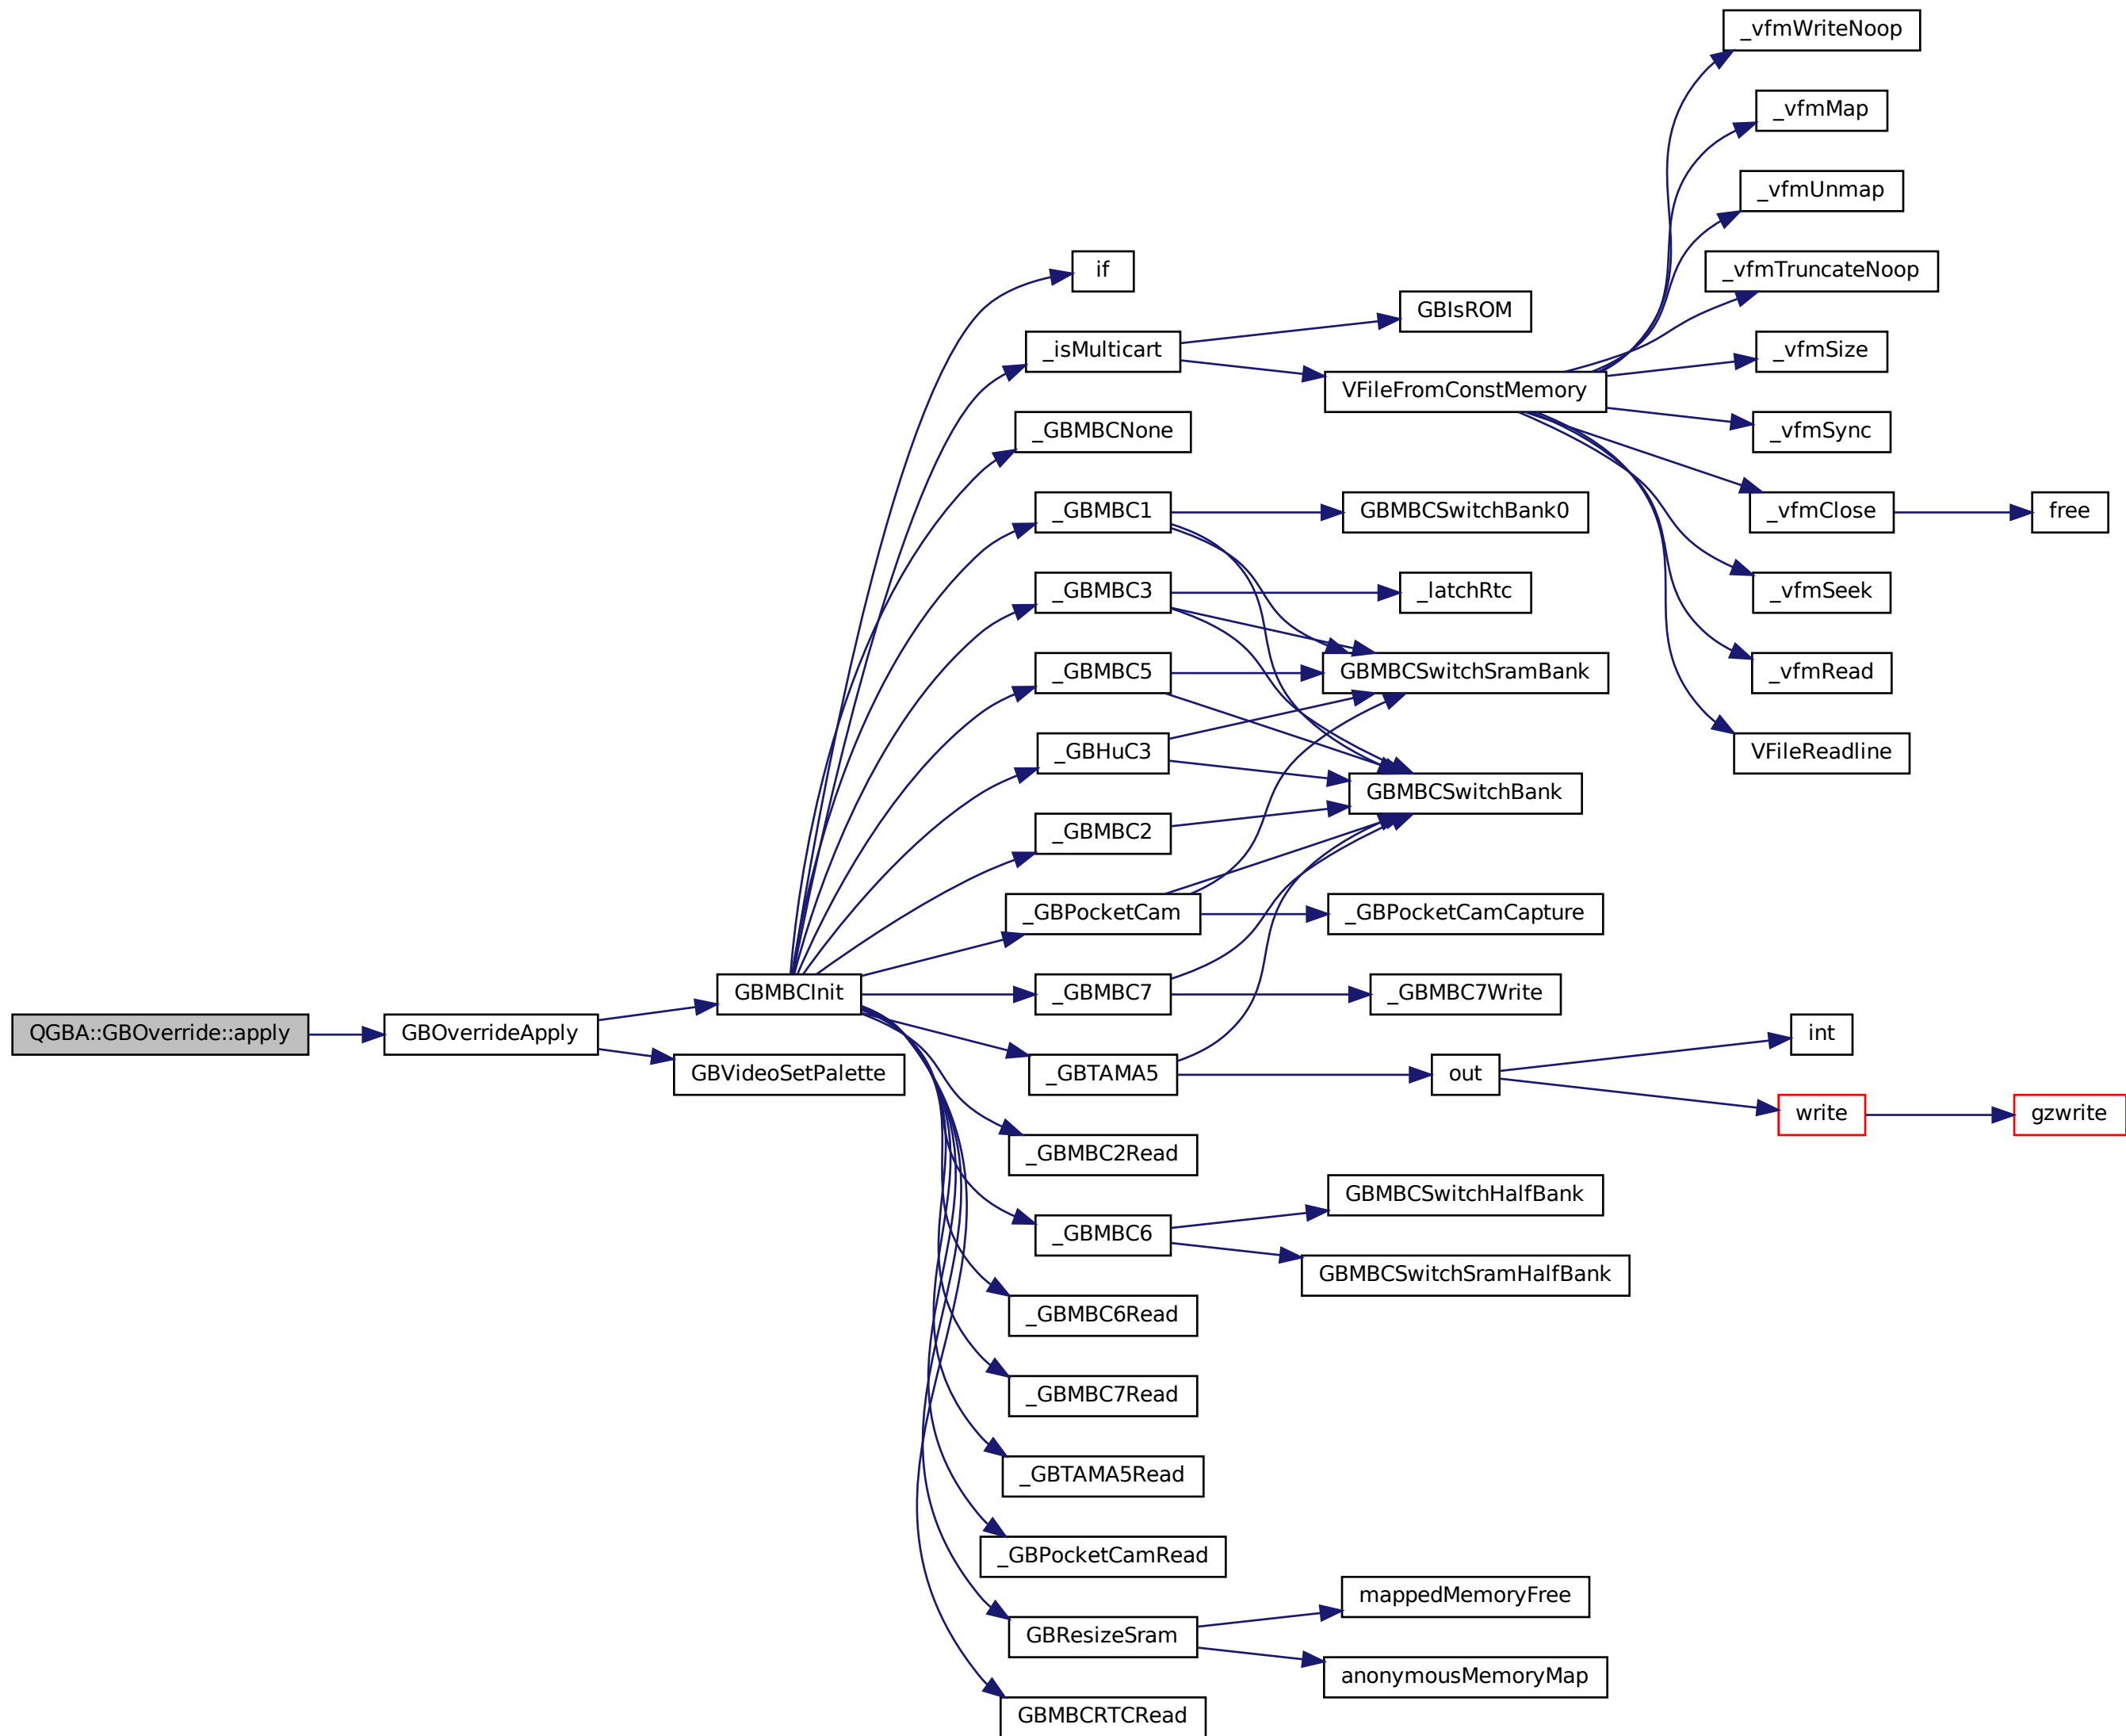 QGBA::GBOverride::apply
GBOverrideApply
GBMBCInit
GBVideoSetPalette
if
_isMulticart
_GBMBCNone
_GBMBC1
_GBMBC3
_GBMBC5
_GBHuC3
_GBMBC2
_GBPocketCam
_GBMBC7
_GBTAMA5
_GBMBC2Read
_GBMBC6
_GBMBC6Read
_GBMBC7Read
_GBTAMA5Read
_GBPocketCamRead
GBResizeSram
GBMBCRTCRead
GBIsROM
VFileFromConstMemory
GBMBCSwitchBank0
_latchRtc
GBMBCSwitchSramBank
GBMBCSwitchBank
_GBPocketCamCapture
_GBMBC7Write
out
GBMBCSwitchHalfBank
GBMBCSwitchSramHalfBank
mappedMemoryFree
anonymousMemoryMap
_vfmWriteNoop
_vfmMap
_vfmUnmap
_vfmTruncateNoop
_vfmSize
_vfmSync
_vfmClose
_vfmSeek
_vfmRead
VFileReadline
int
write
free
gzwrite